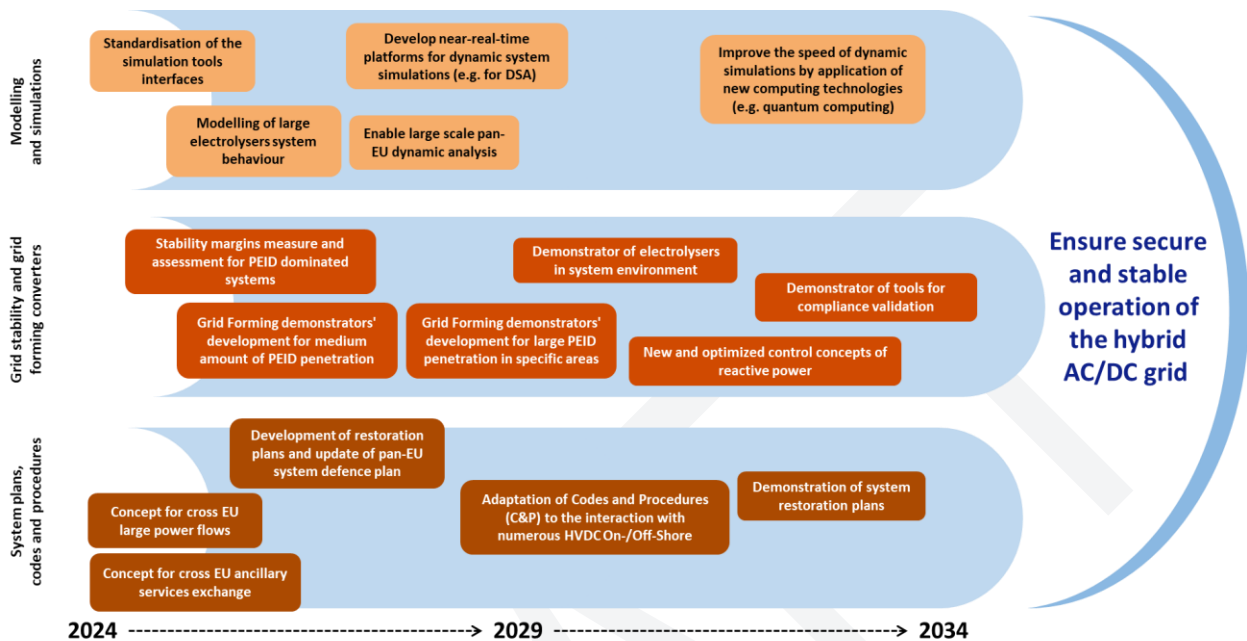 Modelling
and simulations
Standardisation of the
simulation tools
interfaces
Develop near-real-time
platforms for dynamic system
simulations (e.g. for DSA)
Improve the speed of dynamic
simulations by application of
new computing technologies
(e.g. quantum computing)
Modelling of large
electrolysers system
behaviour
Enable large scale pan-
EU dynamic analysis
Grid stability and grid
forming converters
Stability margins measure and
assessment for PEID dominated
systems
Demonstrator of electrolysers
in system environment
Demonstrator of tools for
compliance validation
Grid Forming demonstrators'
development for medium
amount of PEID penetration
Grid Forming demonstrators'
development for large PEID
penetration in specific areas
New and optimized control concepts of
reactive power
System plans,
codes and procedures
Development of restoration
plans and update of pan-EU
system defence plan
Concept for cross EU
large power flows
Adaptation of Codes and Procedures
(C&P) to the interaction with
numerous HVDC On-/Off-Shore
Demonstration of system
restoration plans
Concept for cross EU ancillary
services exchange
Ensure secure
and stable
operation of
the hybrid
AC/DC grid
2024
2029
2034